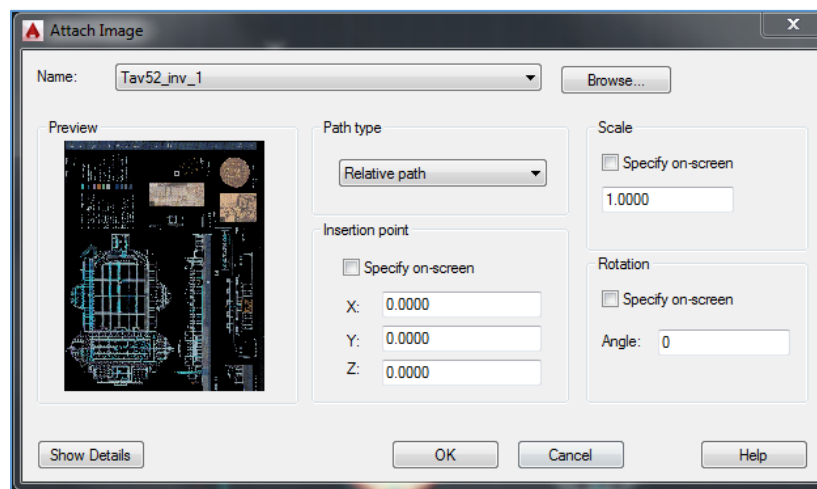 Attach Image
X
Name:
Tav52_inv_1
Browse...
Preview
Path type
Relative path
Insertion point
Specify on-screen
X:
0.0000
Y:
0.0000
Z:
0.0000
Scale
Specify on-screen
1.0000
Rotation
Specify on-screen
Angle:
0
Show Details
OK
Cancel
Help